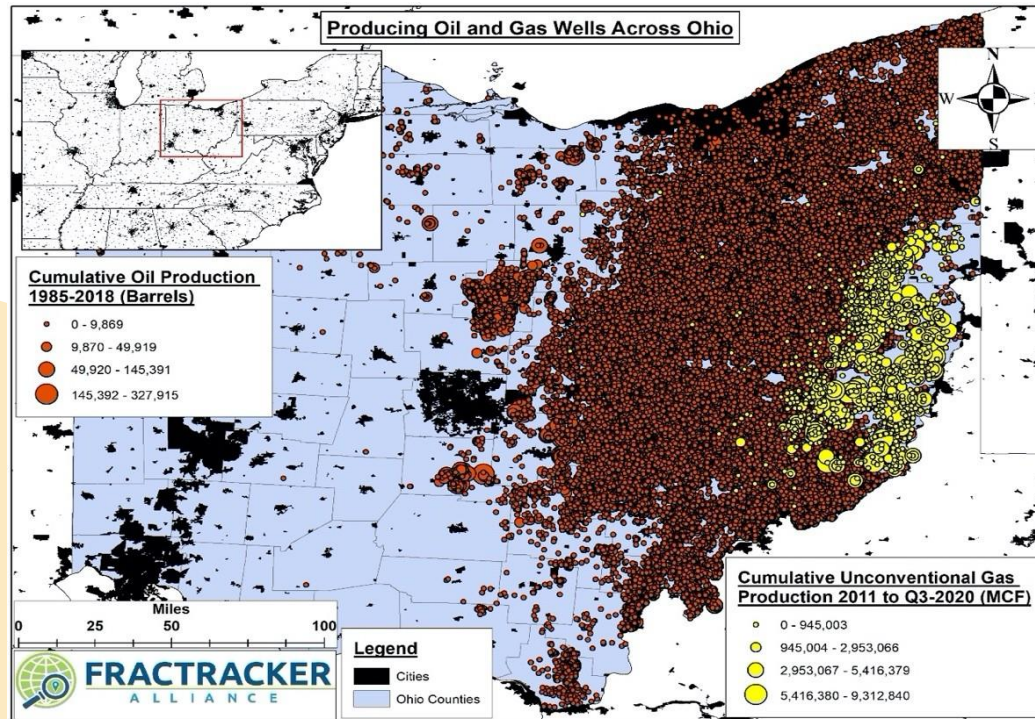 Producing Oil and Gas Wells Across Ohio
N
W
S
Cumulative Oil Production
1985-2018 (Barrels)
0 - 9,869
9,870 - 49,919
49,920 - 145,391
145,392 - 327,915
Miles
0 25 50 100
FRACTRACKER
ALLIANCE
Legend
Cities
Ohio Counties
Cumulative Unconventional Gas
Production 2011 to Q3-2020 (MCF)
0 - 945,003
945,004 - 2,953,066
2,953,067 - 5,416,379
5,416,380 - 9,312,840